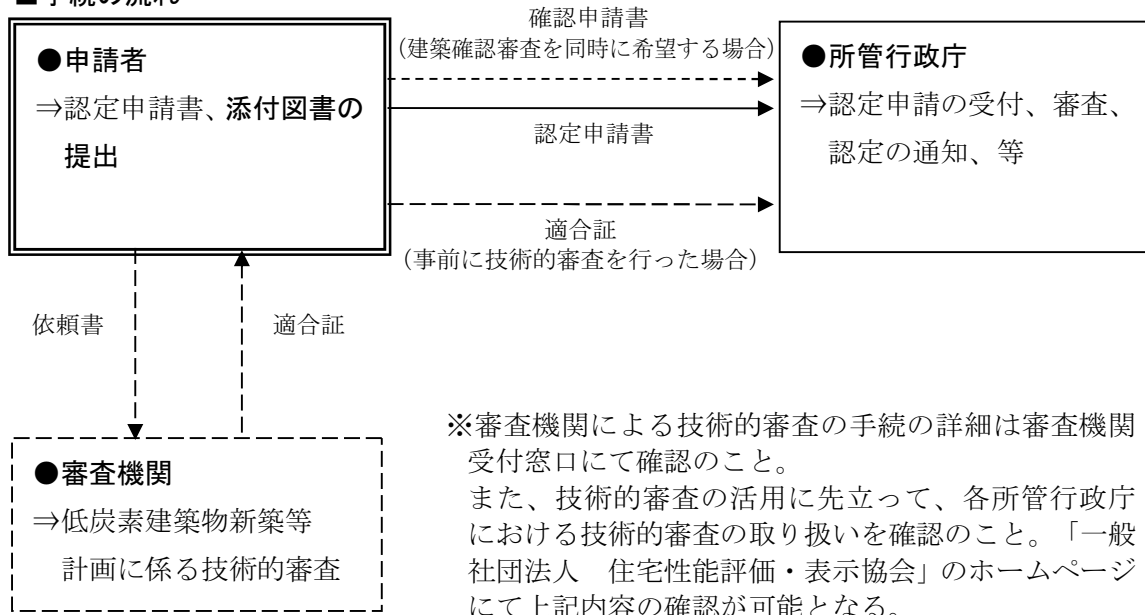 ■手続の流れ
●申請者
⇒認定申請書、添付図書の
提出
確認申請書
（建築確認審査を同時に希望する場合）
認定申請書
適合証
（事前に技術的審査を行った場合）
●所管行政庁
⇒認定申請の受付、審査、
認定の通知、等
依頼書
適合証
●審査機関
⇒低炭素建築物新築等
計画に係る技術的審査
※審査機関による技術的審査の手続の詳細は審査機関
受付窓口にて確認のこと。
また、技術的審査の活用に先立って、各所管行政庁
における技術的審査の取り扱いを確認のこと。「一般
社団法人　住宅性能評価・表示協会」のホームページ
にて上記内容の確認が可能となる。